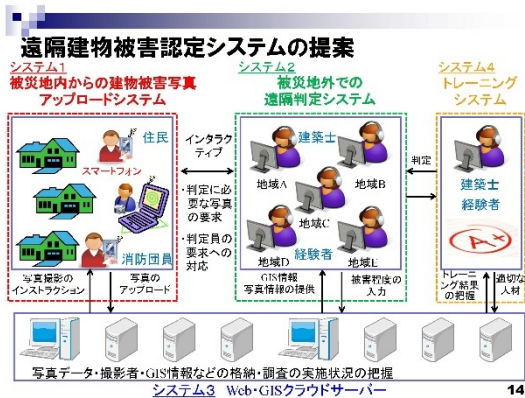 遠隔建物被害認定システムの提案
システム1
被災地内からの建物被害写真
アップロードシステム
住民
スマートフォン
消防団員
写真撮影の
インストラクション
写真の
アップロード
インタラク
ティブ
・判定に必
要な写真
の要求
・判定員の
要求への
対応
システム2
被災地外での
遠隔判定システム
建築士
地域A
地域B
地域C
地域D
経験者
地域E
GIS情報
写真情報の提供
被害程度の
入力
判定
システム4
トレーニング
システム
建築士
経験者
A+
トレーニ
ング結果
の把握
適切な
人材
写真データ・撮影者・GIS情報などの格納・調査の実施状況の把握
システム3 Web・GISクラウドサーバー
14